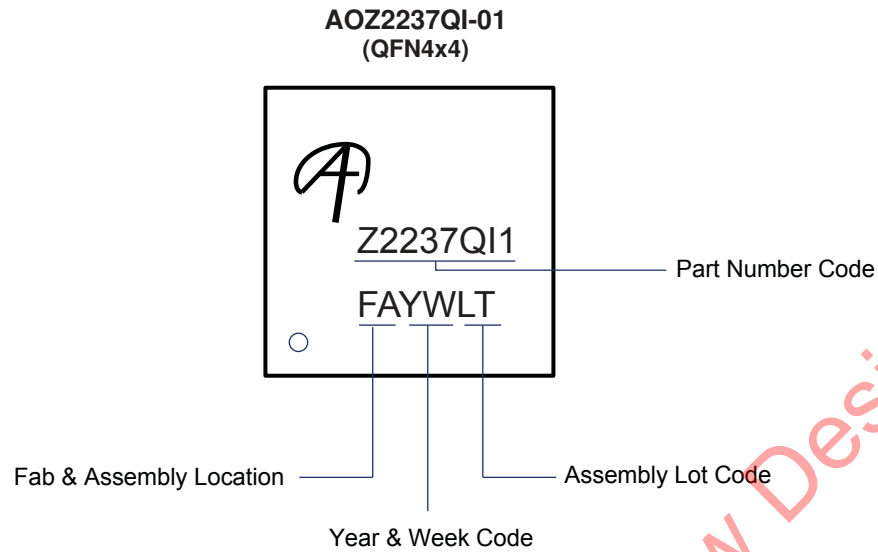 AOZ2237QI-01
(QFN4x4)
Z2237QI1
Part Number Code
FAYWLT
Fab & Assembly Location
Assembly Lot Code
Year & Week Code